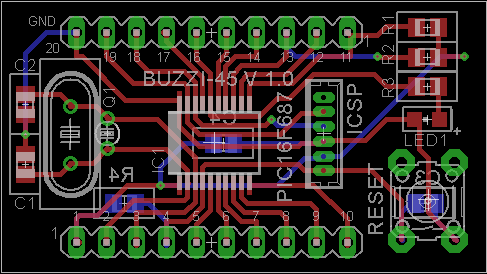 GND
20
19 18 17 16 15 14 13 12 11
1
R1
C2
R2
BUZZI-45 V 1.0
R3
Q1
C4
PIC16F687
ICSP
LED1
+
IC1
C1
R4
RESET
1 2 3 4 5 6 7 8 9 10
1